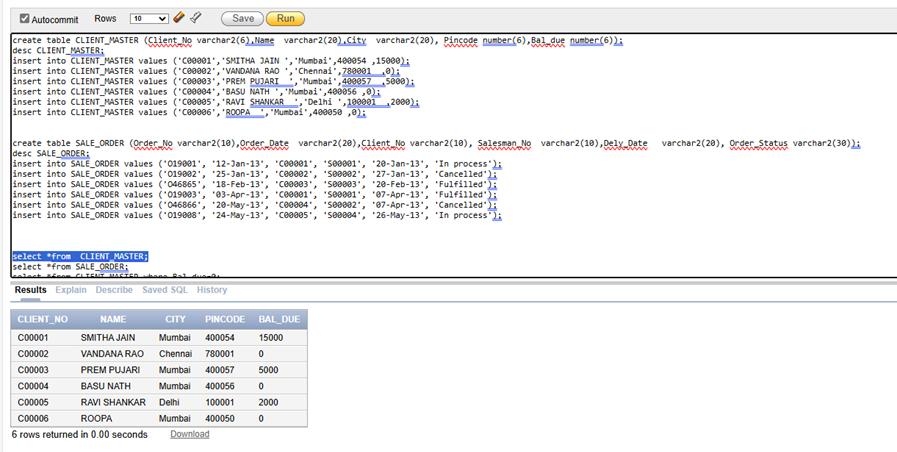 Autocommit Rows 10 Save Run
create table CLIENT_MASTER (Client_No varchar2(6),Name varchar2(20),City varchar2(20), Pincode number(6),Bal_due number(6));
desc CLIENT_MASTER;
insert into CLIENT_MASTER values ('C00001','SMITHA JAIN ','Mumbai',400054 ,15000);
insert into CLIENT_MASTER values ('C00002','VANDANA RAO ','Chennai',780001 ,0);
insert into CLIENT_MASTER values ('C00003','PREM PUJARI ','Mumbai',400057 ,5000);
insert into CLIENT_MASTER values ('C00004','BASU NATH ','Mumbai',400056 ,0);
insert into CLIENT_MASTER values ('C00005','RAVI SHANKAR ','Delhi ',100001 ,2000);
insert into CLIENT_MASTER values ('C00006','ROOPA ','Mumbai',400050 ,0);
create table SALE_ORDER (Order_No varchar2(10),Order_Date varchar2(20),Client_No varchar2(10), Salesman_No varchar2(10),Dely_Date varchar2(20), Order_Status varchar2(30));
desc SALE_ORDER;
insert into SALE_ORDER values ('O19001', '12-Jan-13', 'C00001', 'S00001', '20-Jan-13', 'In process');
insert into SALE_ORDER values ('O19002', '25-Jan-13', 'C00002', 'S00002', '27-Jan-13', 'Cancelled');
insert into SALE_ORDER values ('O46865', '18-Feb-13', 'C00003', 'S00003', '20-Feb-13', 'Fulfilled');
insert into SALE_ORDER values ('O19003', '03-Apr-13', 'C00001', 'S00001', '07-Apr-13', 'Fulfilled');
insert into SALE_ORDER values ('O46866', '20-May-13', 'C00004', 'S00002', '07-Apr-13', 'Cancelled');
insert into SALE_ORDER values ('O19008', '24-May-13', 'C00005', 'S00004', '26-May-13', 'In process');
select *from CLIENT_MASTER;
select *from SALE_ORDER;
select *from CLIENT_MASTER where Bal_due=0;
Results Explain Describe Saved SQL History
CLIENT_NO NAME CITY PINCODE BAL_DUE
C00001 SMITHA JAIN Mumbai 400054 15000
C00002 VANDANA RAO Chennai 780001 0
C00003 PREM PUJARI Mumbai 400057 5000
C00004 BASU NATH Mumbai 400056 0
C00005 RAVI SHANKAR Delhi 100001 2000
C00006 ROOPA Mumbai 400050 0
6 rows returned in 0.00 seconds Download